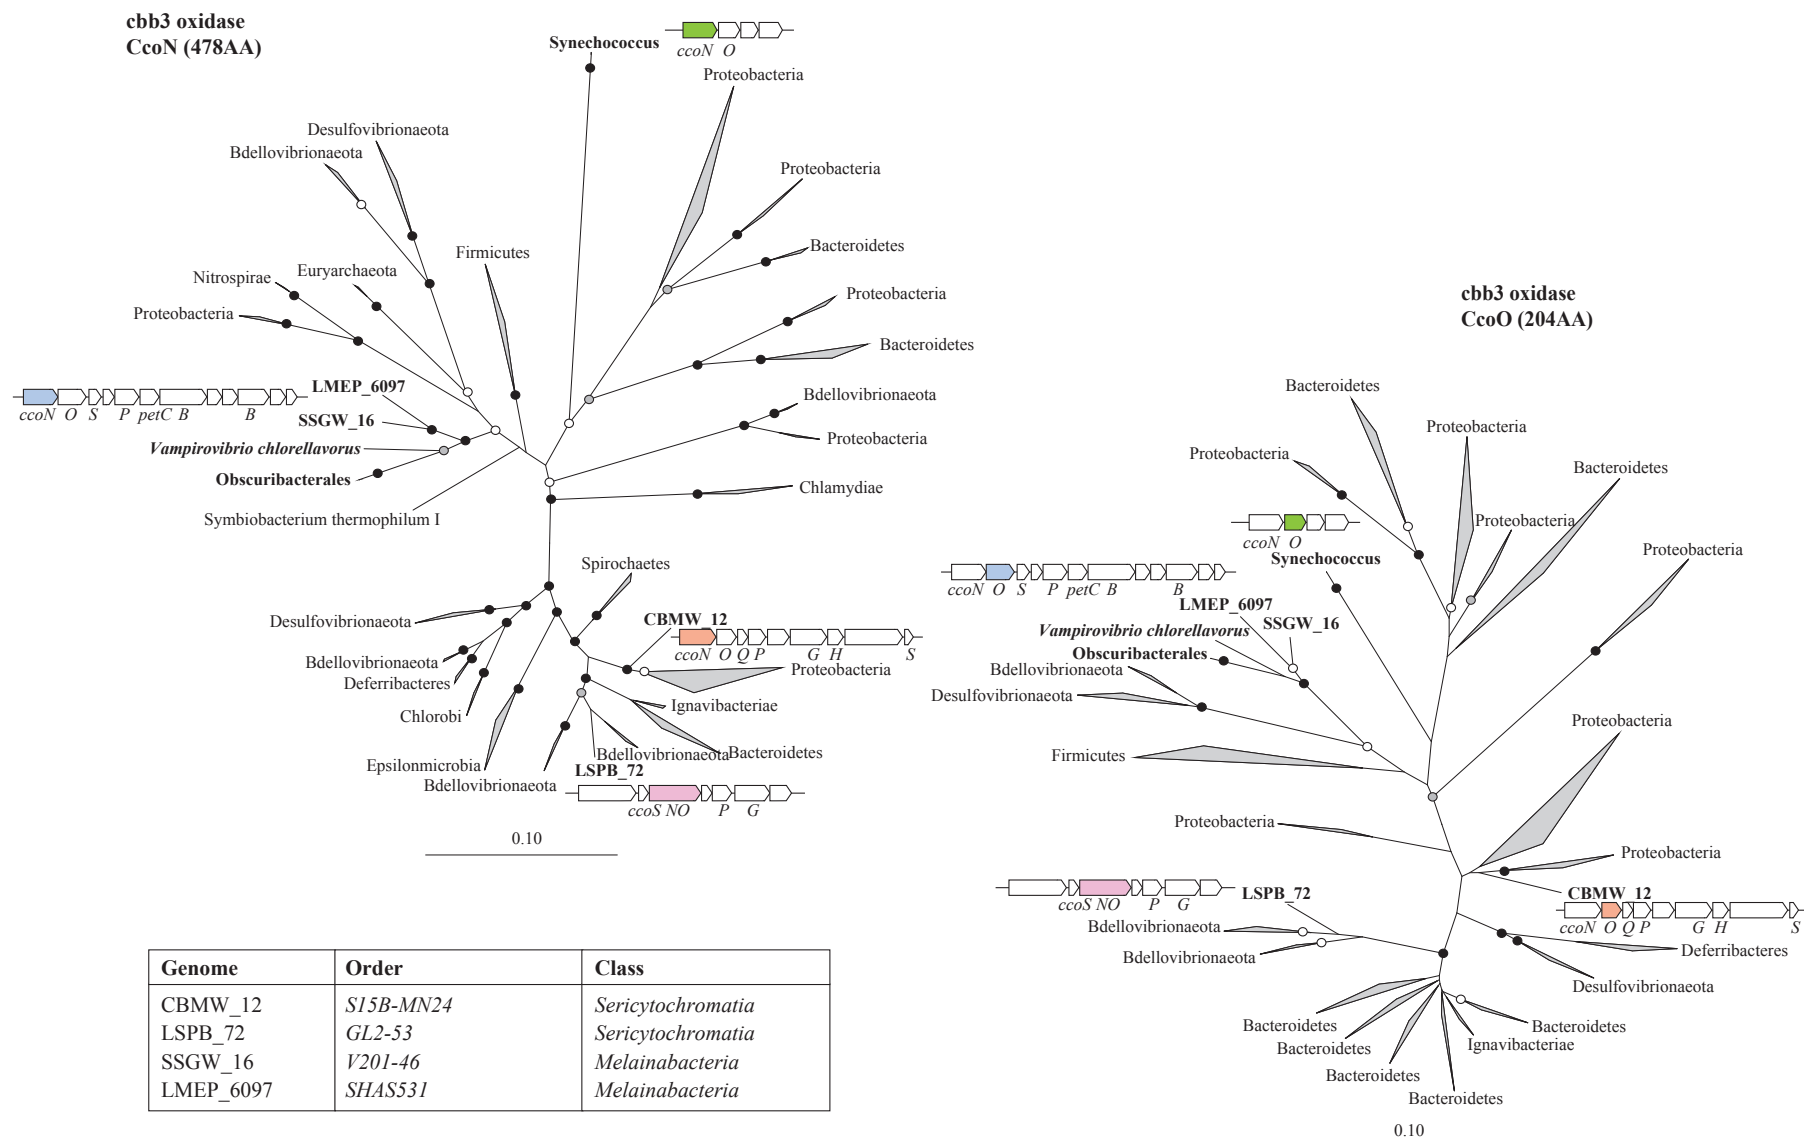 cbb3 oxidase
CcoN (478AA)
Synechococcus
ccoN O
Proteobacteria
Desulfovibrionaeota
Bdellovibrionaeota
Proteobacteria
Firmicutes
Bacteroidetes
Nitrospirae
Euryarchaeota
Proteobacteria
Proteobacteria
Bacteroidetes
LMEP_6097
ccoN O S P petC B B
SSGW_16
Bdellovibrionaeota
Proteobacteria
Vampirovibrio chlorellavorus
Obscuribacterales
Chlamydiae
Symbiobacterium thermophilum I
Spirochaetes
Desulfovibrionaeota
CBMW_12
ccoN O Q P G H S
Bdellovibrionaeota
Proteobacteria
Deferribacteres
Ignavibacteriae
Chlorobi
Bdellovibrionaeota
Bacteroidetes
Epsilonmicrobia
LSPB_72
Bdellovibrionaeota
ccoS NO P G
0.10
cbb3 oxidase
CcoO (204AA)
Bacteroidetes
Proteobacteria
Proteobacteria
Bacteroidetes
Proteobacteria
ccoN O
Synechococcus
Proteobacteria
ccoN O S P petC B B
LMEP_6097
SSGW_16
Vampirovibrio chlorellavorus
Obscuribacterales
Bdellovibrionaeota
Desulfovibrionaeota
Proteobacteria
Firmicutes
Proteobacteria
Proteobacteria
LSPB_72
ccoS NO P G
CBMW_12
ccoN O Q P G H S
Bdellovibrionaeota
Bdellovibrionaeota
Deferribacteres
Desulfovibrionaeota
Bacteroidetes
Bacteroidetes
Bacteroidetes
Ignavibacteriae
Bacteroidetes
Bacteroidetes
0.10
Genome Order Class
CBMW_12 S15B-MN24 Sericytochromatia
LSPB_72 GL2-53 Sericytochromatia
SSGW_16 V201-46 Melainabacteria
LMEP_6097 SHAS531 Melainabacteria